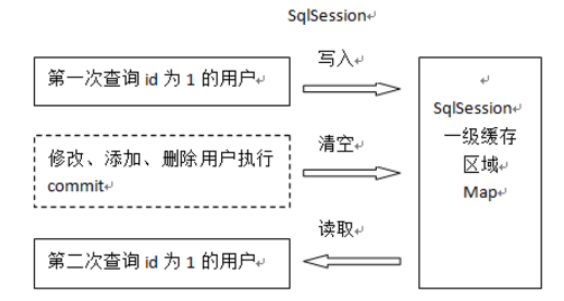 SqlSession↵
写入
第一次查询 id 为 1 的用户↵
清空
修改、添加、删除用户执行
commit↵
读取
第二次查询 id 为 1 的用户↵
↵
SqlSession↵
一级缓存
区域↵
Map↵